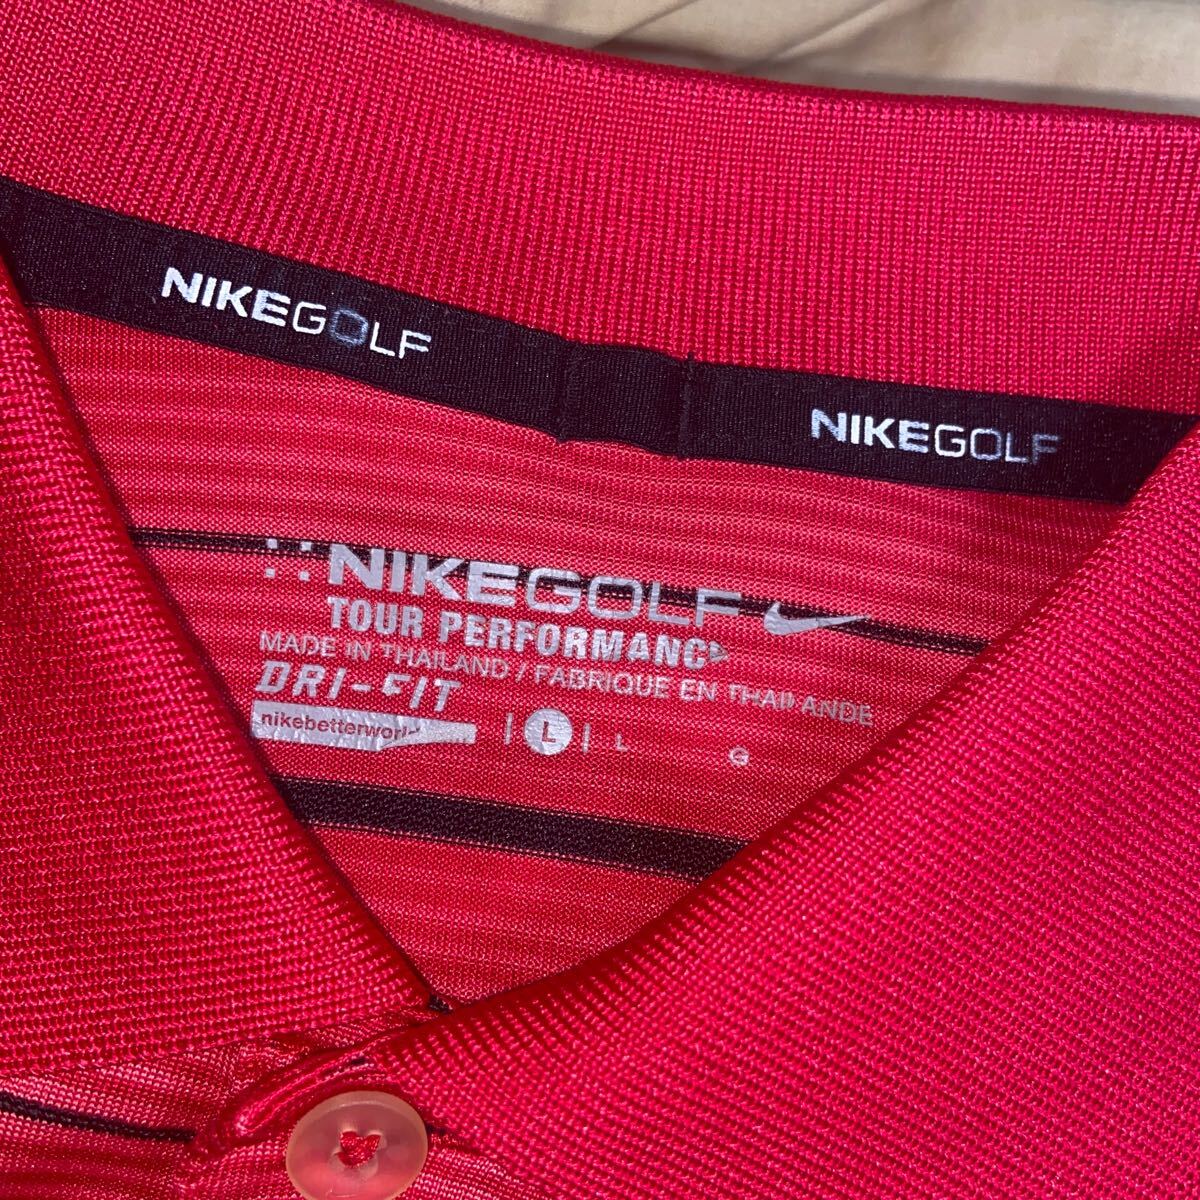 NIKEGOLF
NIKEGOLF
NIKEGOLF
TOUR PERFORMANCE
MADE IN THAILAND / FABRIQUE EN THAILANDE
DRI-FIT
nikebetterworld
L L G